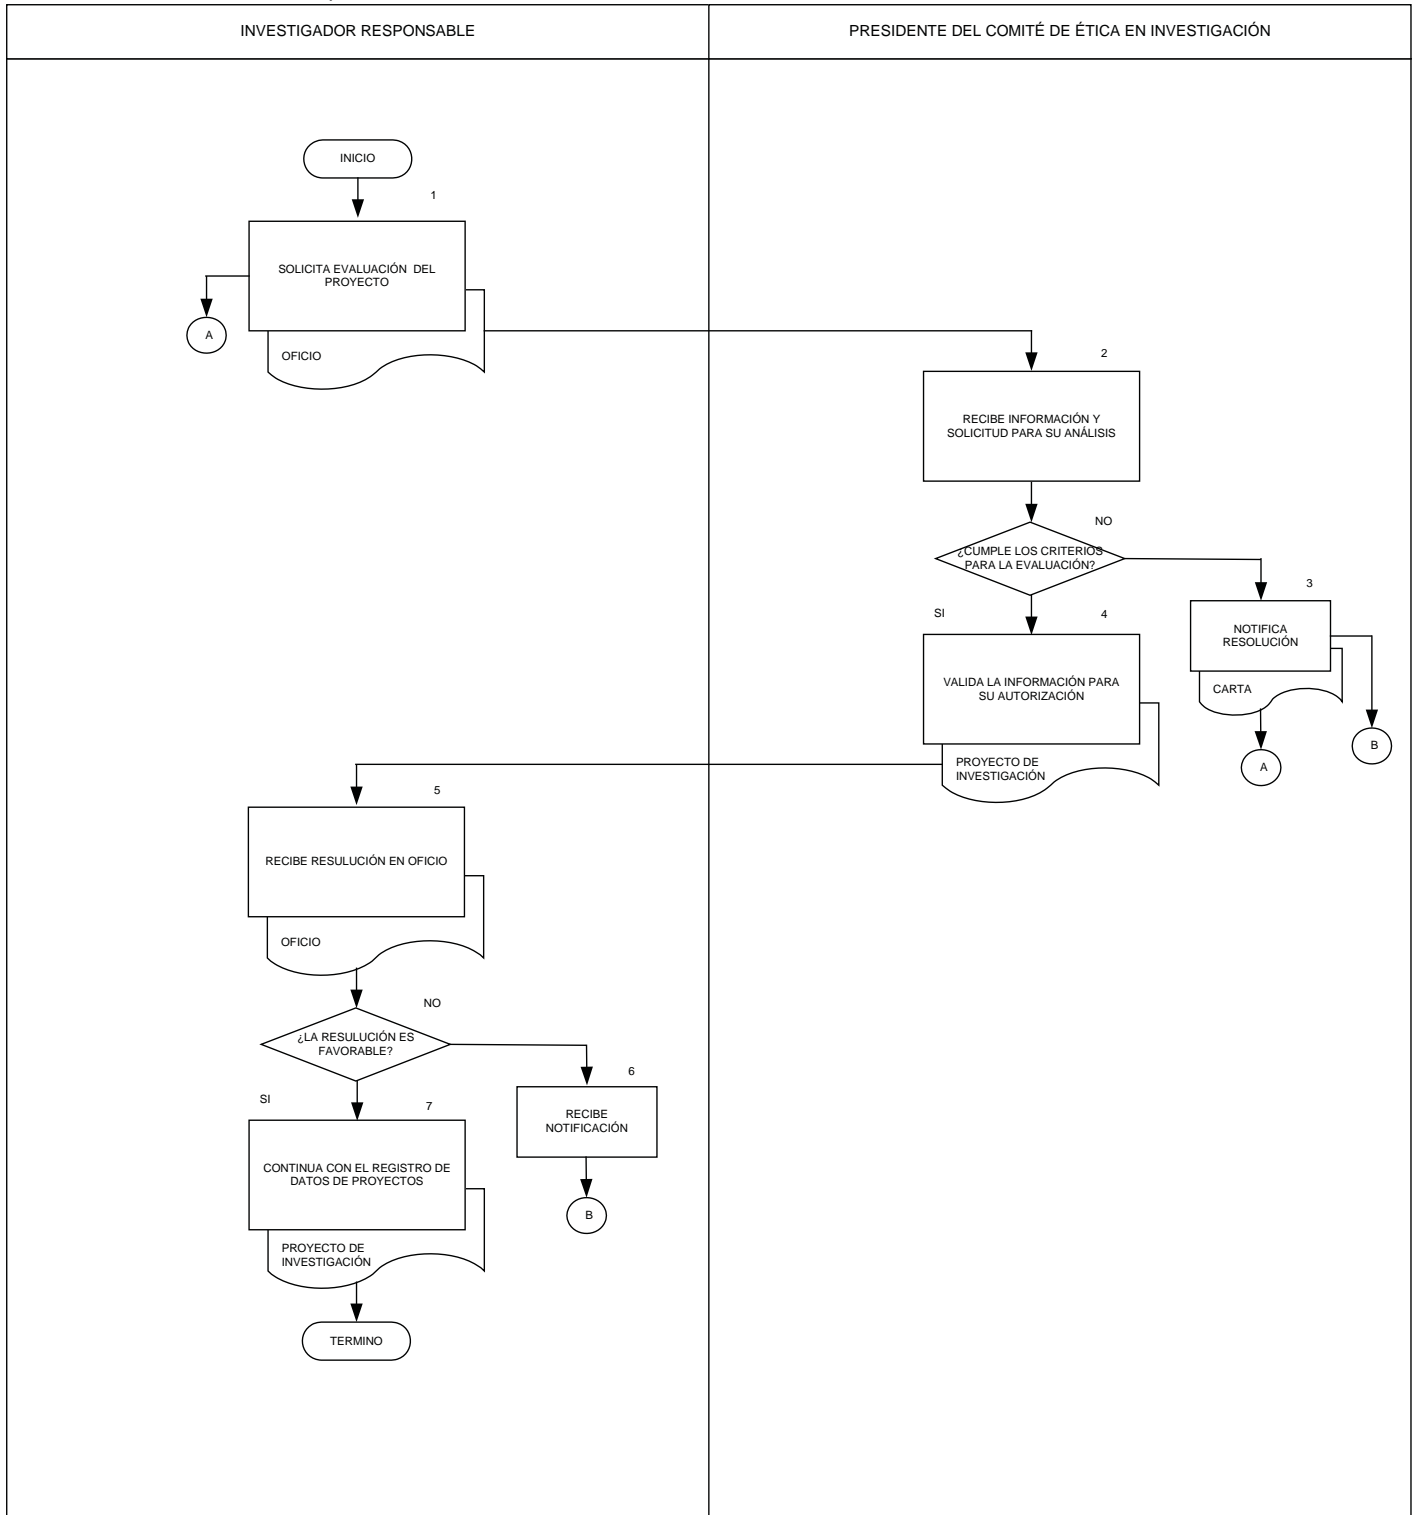 INVESTIGADOR RESPONSABLE
PRESIDENTE DEL COMITÉ DE ÉTICA EN INVESTIGACIÓN
INICIO
1
SOLICITA EVALUACIÓN DEL
PROYECTO
A
OFICIO
2
RECIBE INFORMACIÓN Y
SOLICITUD PARA SU ANÁLISIS
NO
¿CUMPLE LOS CRITERIOS
PARA LA EVALUACIÓN?
3
SI
4
NOTIFICA
RESOLUCIÓN
VALIDA LA INFORMACIÓN PARA
SU AUTORIZACIÓN
CARTA
B
A
PROYECTO DE
INVESTIGACIÓN
5
RECIBE RESULUCIÓN EN OFICIO
OFICIO
NO
¿LA RESULUCIÓN ES
FAVORABLE?
6
SI
7
RECIBE
NOTIFICACIÓN
CONTINUA CON EL REGISTRO DE
DATOS DE PROYECTOS
B
PROYECTO DE
INVESTIGACIÓN
TERMINO